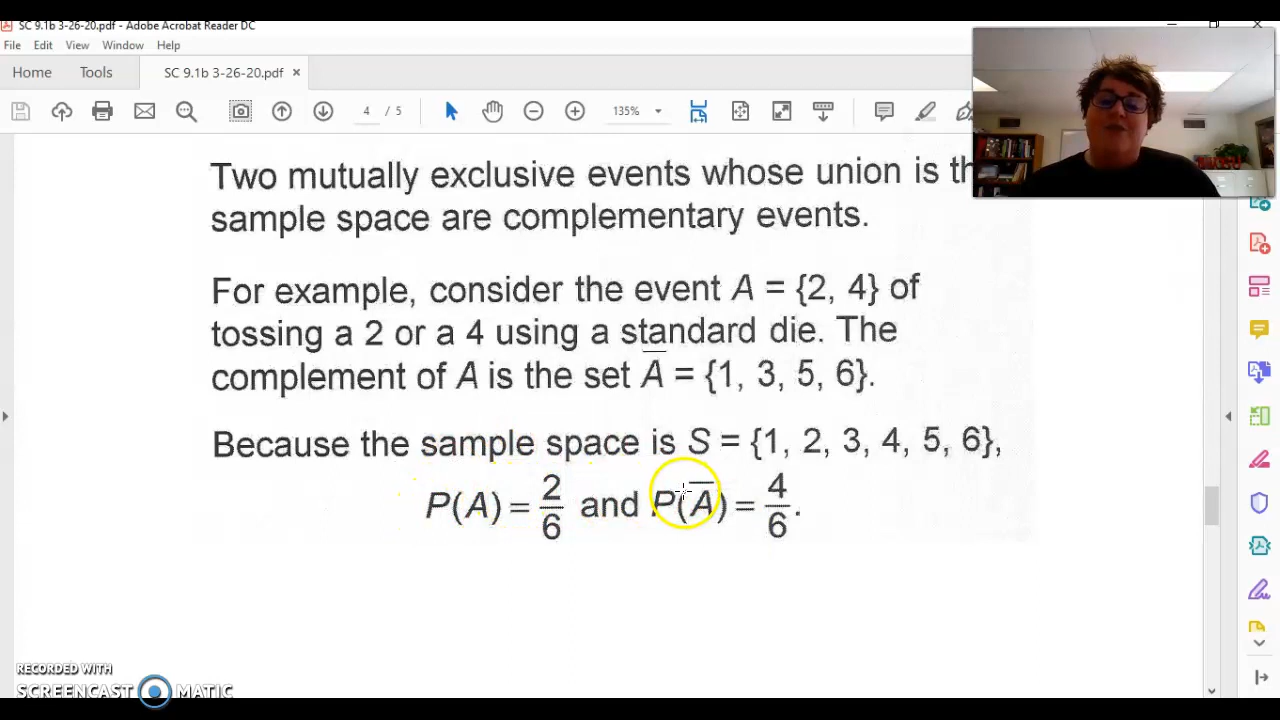 SC 9.1b 3-26-20.pdf - Adobe Acrobat Reader DC
File Edit View Window Help
Home Tools SC 9.1b 3-26-20.pdf ×
4 / 5 135%
Two mutually exclusive events whose union is th
sample space are complementary events.
For example, consider the event A = {2, 4} of
tossing a 2 or a 4 using a standard die. The
complement of A is the set A̅ = {1, 3, 5, 6}.
Because the sample space is S = {1, 2, 3, 4, 5, 6},
P(A) = 2/6 and P(A̅) = 4/6.
RECORDED WITH
SCREENCAST MATIC